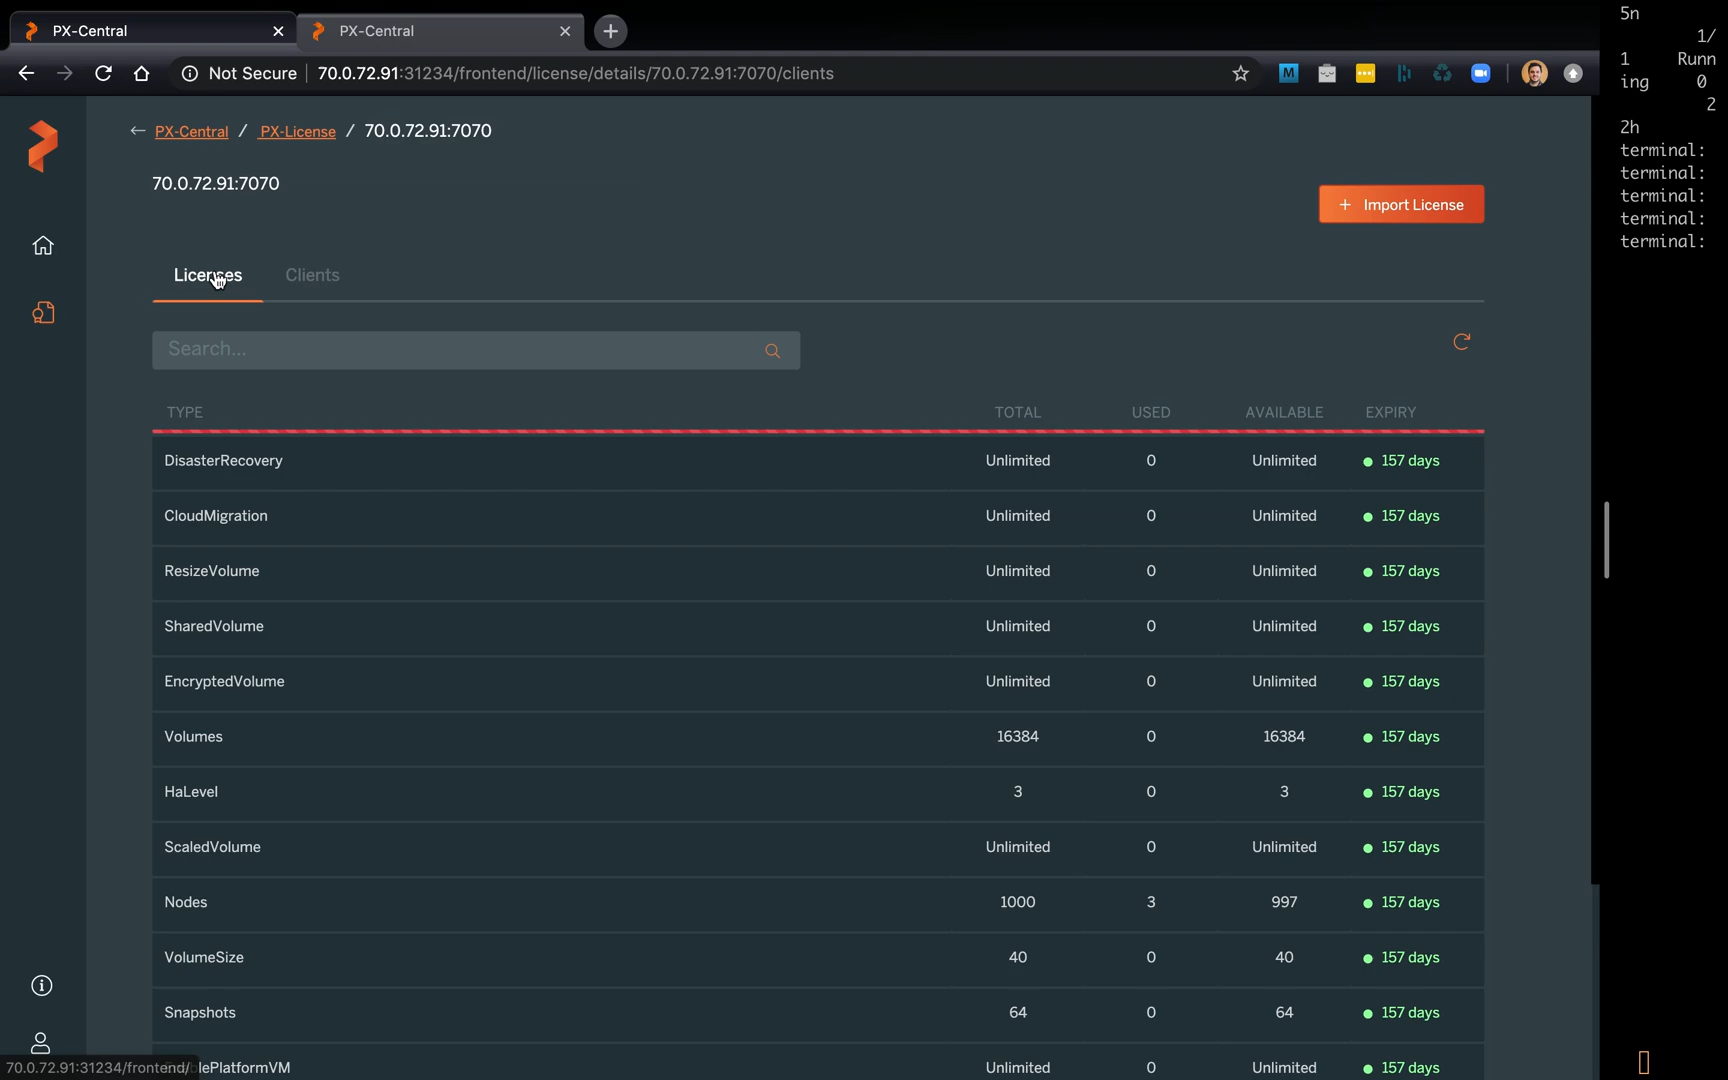 PX-Central
PX-Central
Not Secure
70.0.72.91:31234/frontend/license/details/70.0.72.91:7070/clients
M
PX-Central / PX-License / 70.0.72.91:7070
70.0.72.91:7070
+ Import License
Licenses
Clients
Search...
TYPE TOTAL USED AVAILABLE EXPIRY
DisasterRecovery Unlimited 0 Unlimited 157 days
CloudMigration Unlimited 0 Unlimited 157 days
ResizeVolume Unlimited 0 Unlimited 157 days
SharedVolume Unlimited 0 Unlimited 157 days
EncryptedVolume Unlimited 0 Unlimited 157 days
Volumes 16384 0 16384 157 days
HaLevel 3 0 3 157 days
ScaledVolume Unlimited 0 Unlimited 157 days
Nodes 1000 3 997 157 days
VolumeSize 40 0 40 157 days
Snapshots 64 0 64 157 days
lePlatformVM Unlimited 0 Unlimited 157 days
70.0.72.91:31234/frontend/
5n
1/
1 Runn
ing 0
2
2h
terminal:
terminal:
terminal:
terminal:
terminal: